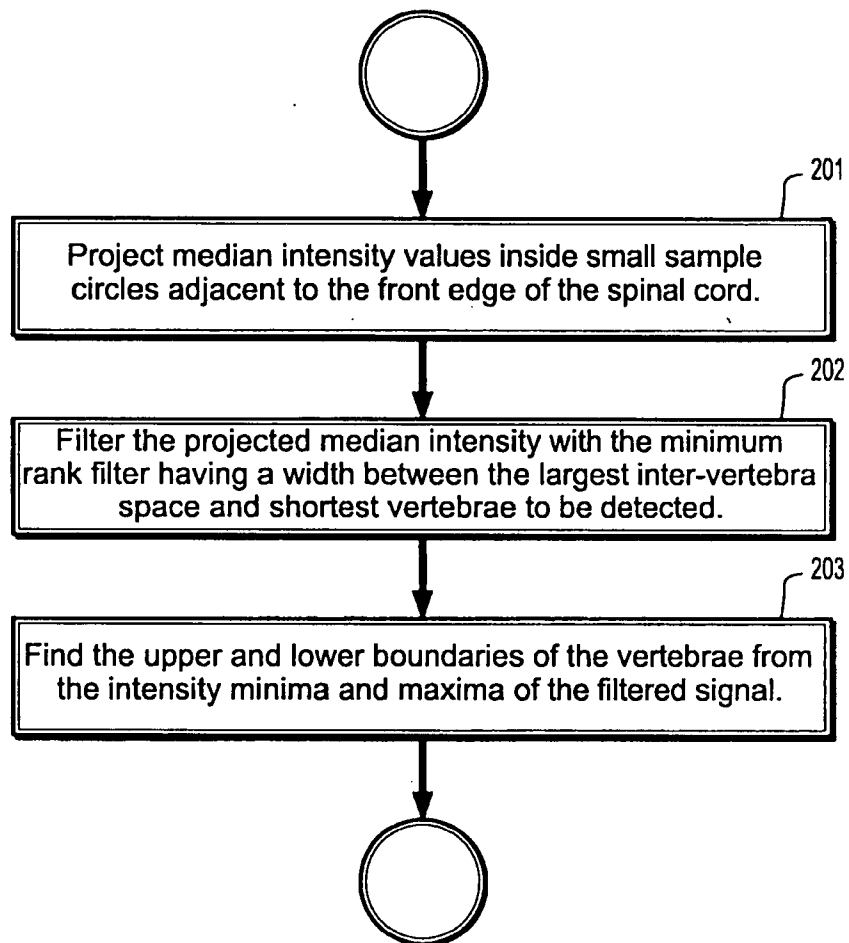 201
Project median intensity values inside small sample
circles adjacent to the front edge of the spinal cord.
202
Filter the projected median intensity with the minimum
rank filter having a width between the largest inter-vertebra
space and shortest vertebrae to be detected.
203
Find the upper and lower boundaries of the vertebrae from
the intensity minima and maxima of the filtered signal.